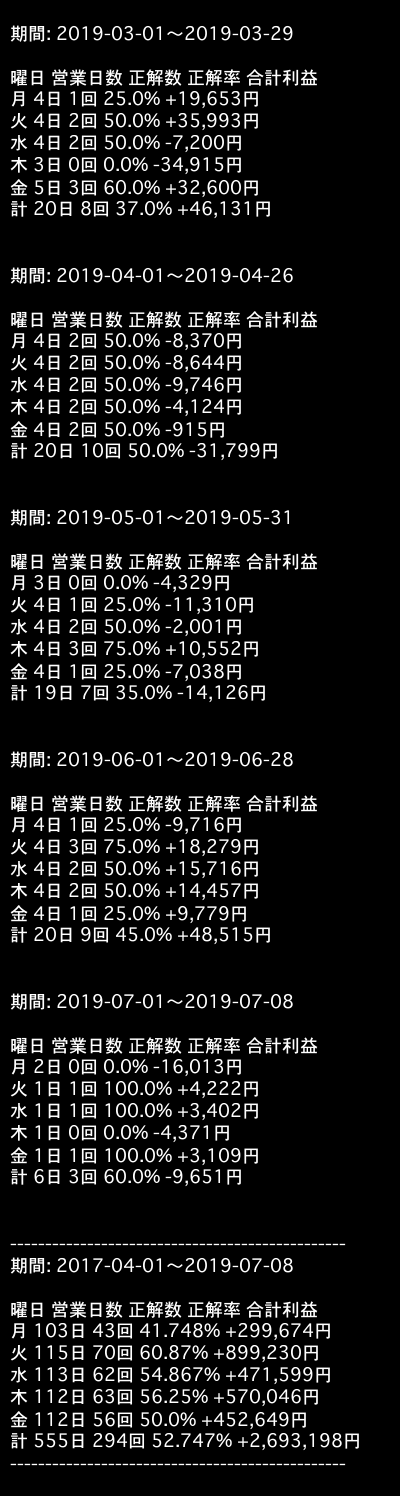 期間: 2019-03-01〜2019-03-29
曜日 営業日数 正解数 正解率 合計利益
月 4日 1回 25.0% +19,653円
火 4日 2回 50.0% +35,993円
水 4日 2回 50.0% -7,200円
木 3日 0回 0.0% -34,915円
金 5日 3回 60.0% +32,600円
計 20日 8回 37.0% +46,131円
期間: 2019-04-01〜2019-04-26
曜日 営業日数 正解数 正解率 合計利益
月 4日 2回 50.0% -8,370円
火 4日 2回 50.0% -8,644円
水 4日 2回 50.0% -9,746円
木 4日 2回 50.0% -4,124円
金 4日 2回 50.0% -915円
計 20日 10回 50.0% -31,799円
期間: 2019-05-01〜2019-05-31
曜日 営業日数 正解数 正解率 合計利益
月 3日 0回 0.0% -4,329円
火 4日 1回 25.0% -11,310円
水 4日 2回 50.0% -2,001円
木 4日 3回 75.0% +10,552円
金 4日 1回 25.0% -7,038円
計 19日 7回 35.0% -14,126円
期間: 2019-06-01〜2019-06-28
曜日 営業日数 正解数 正解率 合計利益
月 4日 1回 25.0% -9,716円
火 4日 3回 75.0% +18,279円
水 4日 2回 50.0% +15,716円
木 4日 2回 50.0% +14,457円
金 4日 1回 25.0% +9,779円
計 20日 9回 45.0% +48,515円
期間: 2019-07-01〜2019-07-08
曜日 営業日数 正解数 正解率 合計利益
月 2日 0回 0.0% -16,013円
火 1日 1回 100.0% +4,222円
水 1日 1回 100.0% +3,402円
木 1日 0回 0.0% -4,371円
金 1日 1回 100.0% +3,109円
計 6日 3回 60.0% -9,651円
------------------------------------------------
期間: 2017-04-01〜2019-07-08
曜日 営業日数 正解数 正解率 合計利益
月 103日 43回 41.748% +299,674円
火 115日 70回 60.87% +899,230円
水 113日 62回 54.867% +471,599円
木 112日 63回 56.25% +570,046円
金 112日 56回 50.0% +452,649円
計 555日 294回 52.747% +2,693,198円
------------------------------------------------